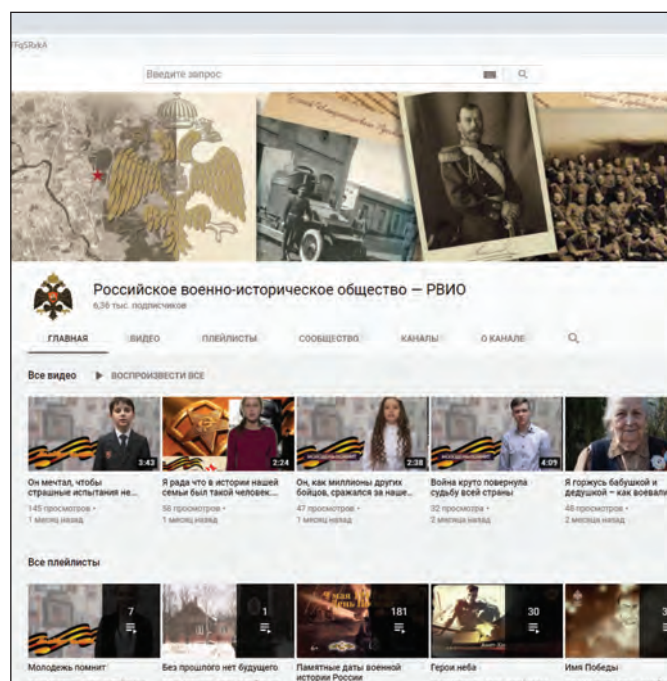 TFqSRxkA
Введите запрос
Российское военно-историческое общество — РВИО
6,36 тыс. подписчиков
ГЛАВНАЯ ВИДЕО ПЛЕЙЛИСТЫ СООБЩЕСТВО КАНАЛЫ О КАНАЛЕ
Все видео ВОСПРОИЗВЕСТИ ВСЕ
3:43 2:24 2:38 4:09
Он мечтал, чтобы страшные испытания не... 
145 просмотров •
1 месяц назад
Я рада что в истории нашей
семьи был такой человек....
58 просмотров •
1 месяц назад
Он, как миллионы других
бойцов, сражался за наше...
47 просмотров •
1 месяц назад
Война круто повернула
судьбу всей страны
32 просмотра •
2 месяца назад
Я горжусь бабушкой и
дедушкой – как воевали
48 просмотров •
2 месяца назад
Все плейлисты
7 1 181 30 3
Молодежь помнит
Без прошлого нет будущего
Памятные даты военной
истории России
Герои неба
Имя Победы